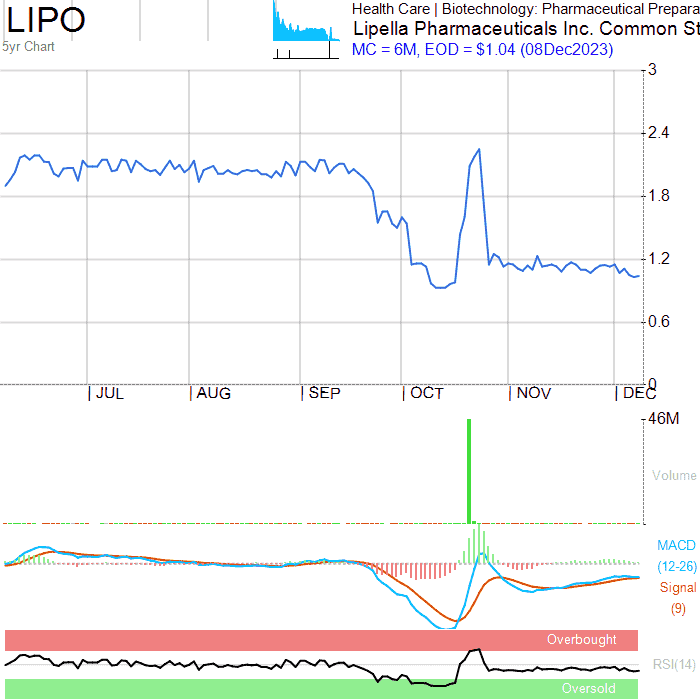 LIPO
5yr Chart
Health Care | Biotechnology: Pharmaceutical Prepara
Lipella Pharmaceuticals Inc. Common St
MC = 6M, EOD = $1.04 (08Dec2023)
3
2.4
1.8
1.2
0.6
0
JUL AUG SEP OCT NOV DEC
46M
Volume
MACD
(12-26)
Signal
(9)
Overbought
RSI(14)
Oversold